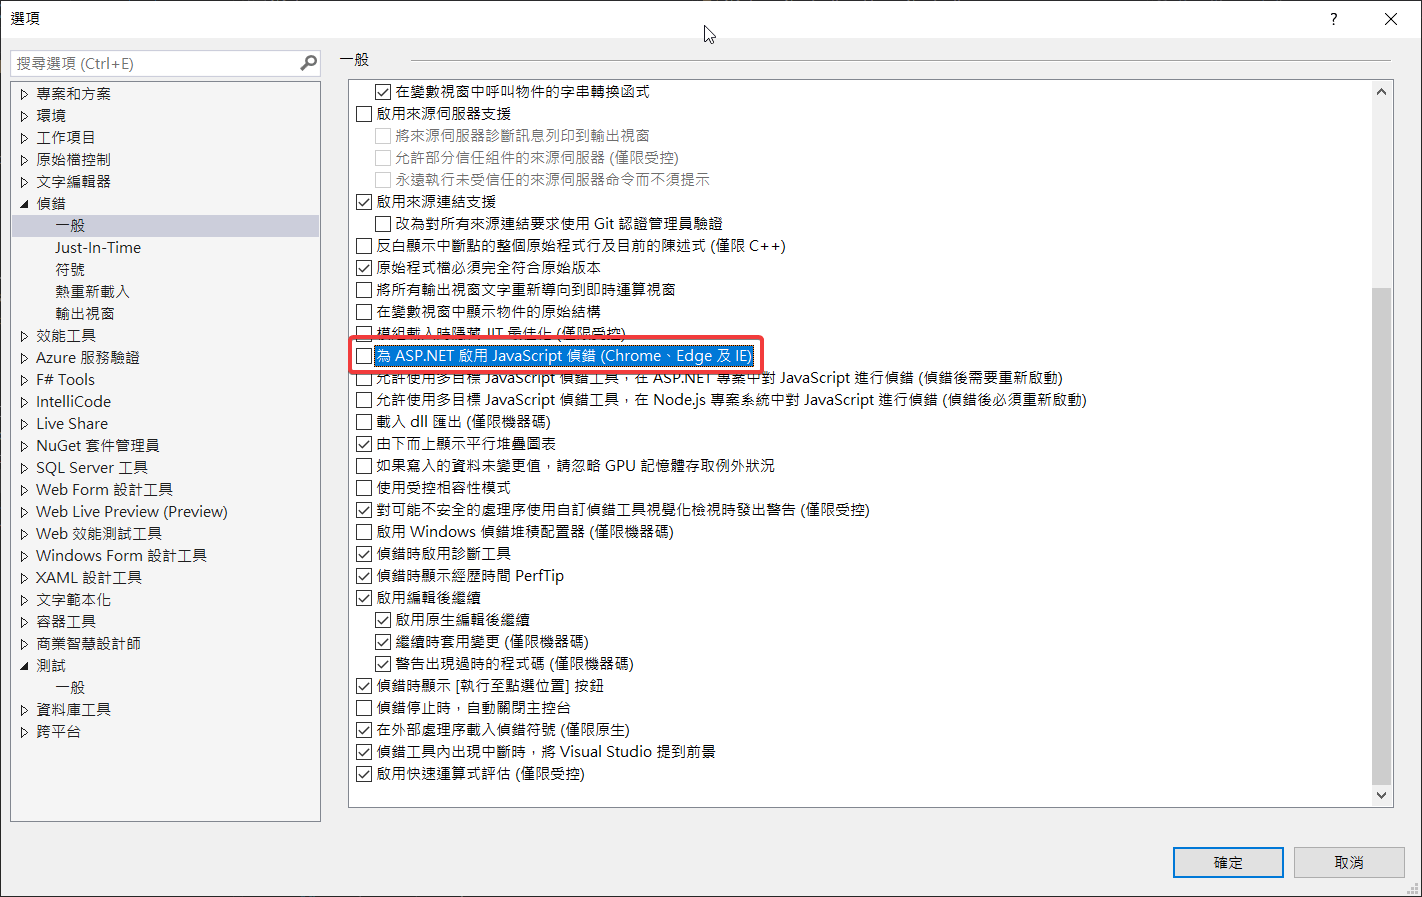 選項
?
搜尋選項 (Ctrl+E)
專案和方案
環境
工作項目
原始檔控制
文字編輯器
偵錯
一般
Just-In-Time
符號
熱重新載入
輸出視窗
效能工具
Azure 服務驗證
F# Tools
IntelliCode
Live Share
NuGet 套件管理員
SQL Server 工具
Web Form 設計工具
Web Live Preview (Preview)
Web 效能測試工具
Windows Form 設計工具
XAML 設計工具
文字範本化
容器工具
商業智慧設計師
測試
一般
資料庫工具
跨平台
一般
在變數視窗中呼叫物件的字串轉換函式
啟用來源伺服器支援
將來源伺服器診斷訊息列印到輸出視窗
允許部分信任組件的來源伺服器 (僅限受控)
永遠執行未受信任的來源伺服器命令而不須提示
啟用來源連結支援
改為對所有來源連結要求使用 Git 認證管理員驗證
反白顯示中斷點的整個原始程式行及目前的陳述式 (僅限 C++)
原始程式檔必須完全符合原始版本
將所有輸出視窗文字重新導向到即時運算視窗
在變數視窗中顯示物件的原始結構
模組載入時隱藏 JIT 最佳化 (僅限受控)
為 ASP.NET 啟用 JavaScript 偵錯 (Chrome、Edge 及 IE)
允許使用多目標 JavaScript 偵錯工具，在 ASP.NET 專案中對 JavaScript 進行偵錯 (偵錯後需要重新啟動)
允許使用多目標 JavaScript 偵錯工具，在 Node.js 專案系統中對 JavaScript 進行偵錯 (偵錯後必須重新啟動)
載入 dll 匯出 (僅限機器碼)
由下而上顯示平行堆疊圖表
如果寫入的資料未變更值，請忽略 GPU 記憶體存取例外狀況
使用受控相容性模式
對可能不安全的處理序使用自訂偵錯工具視覺化檢視時發出警告 (僅限受控)
啟用 Windows 偵錯堆積配置器 (僅限機器碼)
偵錯時啟用診斷工具
偵錯時顯示經歷時間 PerfTip
啟用編輯後繼續
啟用原生編輯後繼續
繼續時套用變更 (僅限機器碼)
警告出現過時的程式碼 (僅限機器碼)
偵錯時顯示 [執行至點選位置] 按鈕
偵錯停止時，自動關閉主控台
在外部處理序載入偵錯符號 (僅限原生)
偵錯工具內出現中斷時，將 Visual Studio 提到前景
啟用快速運算式評估 (僅限受控)
確定
取消